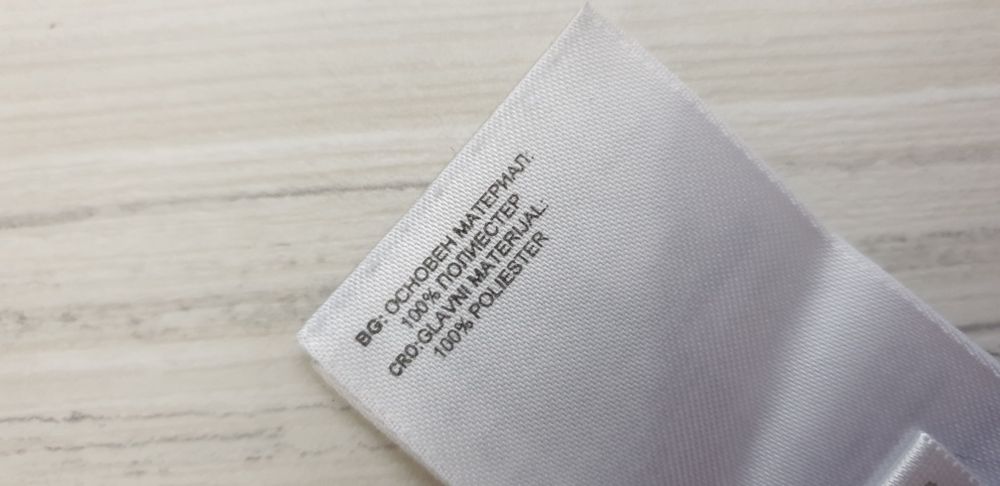 BG: ОСНОВЕН МАТЕРИАЛ:
100% ПОЛИЕСТЕР
CRO:GLAVNI MATERIJAL:
100% POLIESTER